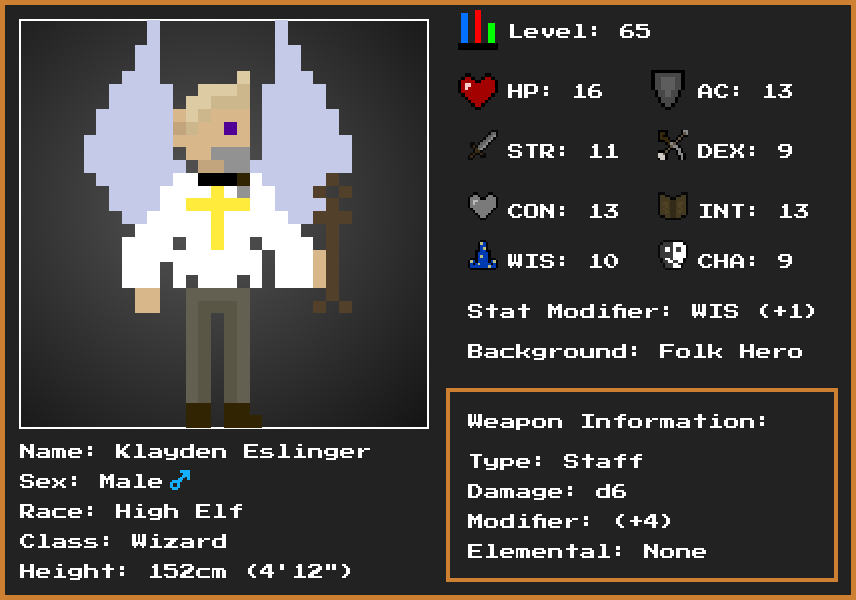 Level: 65
HP: 16 AC: 13
STR: 11 DEX: 9
CON: 13 INT: 13
WIS: 10 CHA: 9
Stat Modifier: WIS (+1)
Background: Folk Hero
Weapon Information:
Type: Staff
Damage: d6
Modifier: (+4)
Elemental: None
Name: Klayden Eslinger
Sex: Male♂
Race: High Elf
Class: Wizard
Height: 152cm (4'12")